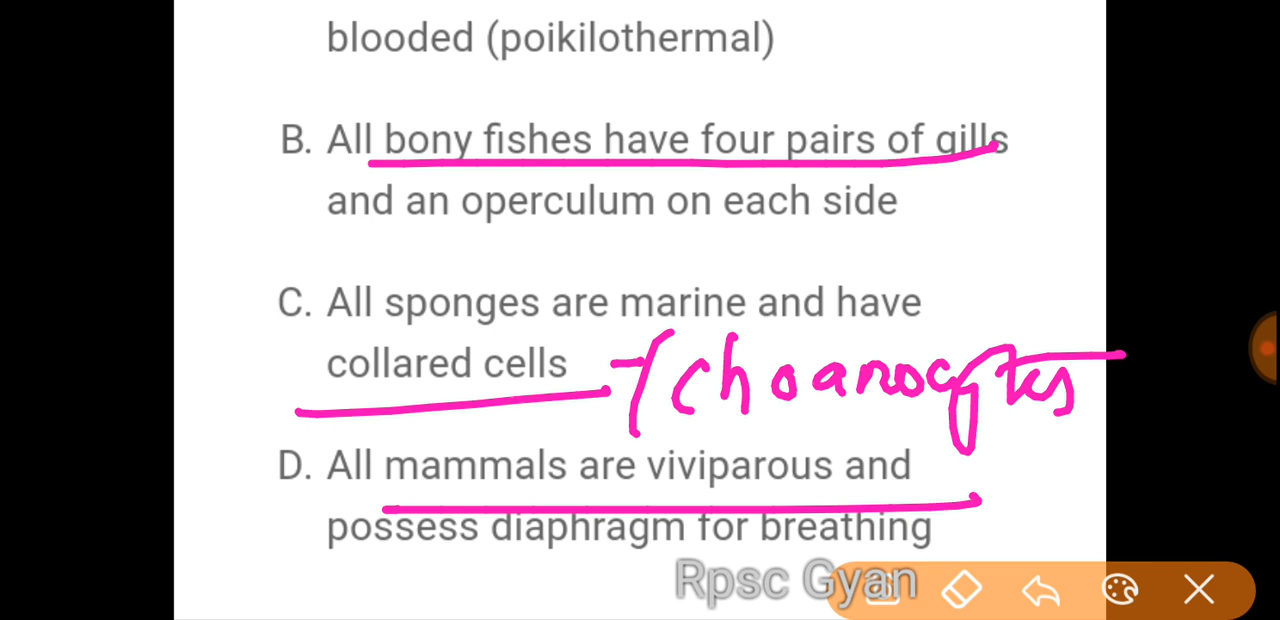 blooded (poikilothermal)
B. All bony fishes have four pairs of gills
and an operculum on each side
C. All sponges are marine and have
collared cells
(choanocytes
D. All mammals are viviparous and
possess diaphragm for breathing
Rpsc Gyan